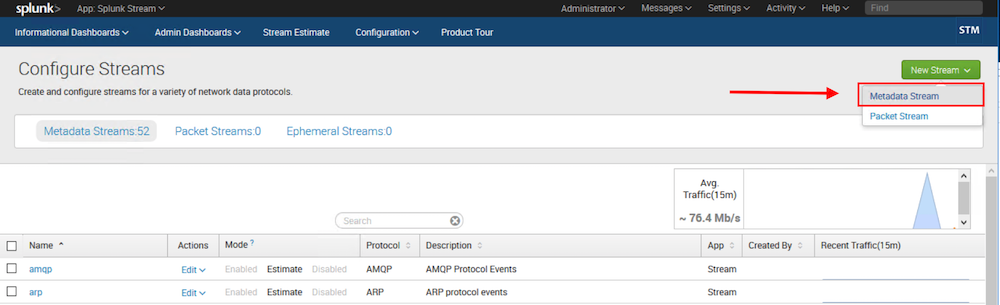 splunk> App: Splunk Stream Administrator Messages Settings Activity Help Find
Informational Dashboards Admin Dashboards Stream Estimate Configuration Product Tour STM
Configure Streams New Stream
Create and configure streams for a variety of network data protocols.
Metadata Stream
Packet Stream
Metadata Streams:52 Packet Streams:0 Ephemeral Streams:0
Avg.
Traffic(15m)
~ 76.4 Mb/s
Search
Name Actions Mode ? Protocol Description App Created By Recent Traffic(15m)
amqp Edit Enabled Estimate Disabled AMQP AMQP Protocol Events Stream
arp Edit Enabled Estimate Disabled ARP ARP protocol events Stream